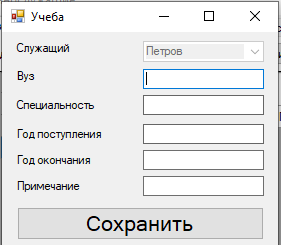 Учеба
Служащий Петров
Вуз
Специальность
Год поступления
Год окончания
Примечание
Сохранить